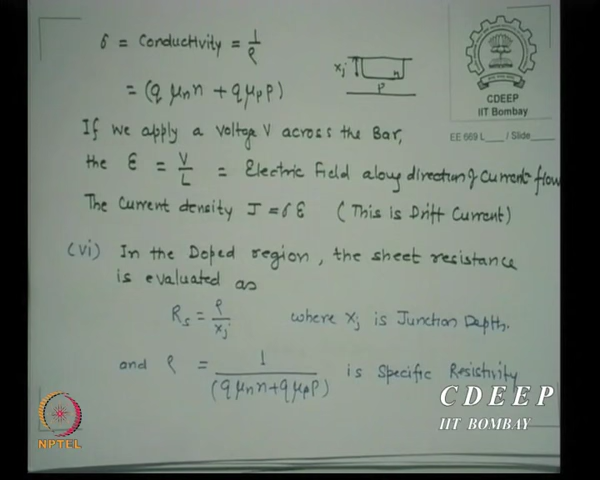 σ = Conductivity = 1/ρ
= (q μn n + q μp p)
xj
n
p
CDEEP
IIT Bombay
EE 669 L___ / Slide____
If we apply a voltage V across the Bar,
the Ɛ = V/L = Electric Field along direction of current flow
The Current density J = σ Ɛ (This is Drift Current)
(vi) In the Doped region, the sheet resistance
is evaluated as
Rs = ρ/xj where xj is Junction Depth.
and ρ = 1/(q μn n + q μp p) is Specific Resistivity
CDEEP
IIT BOMBAY
NPTEL